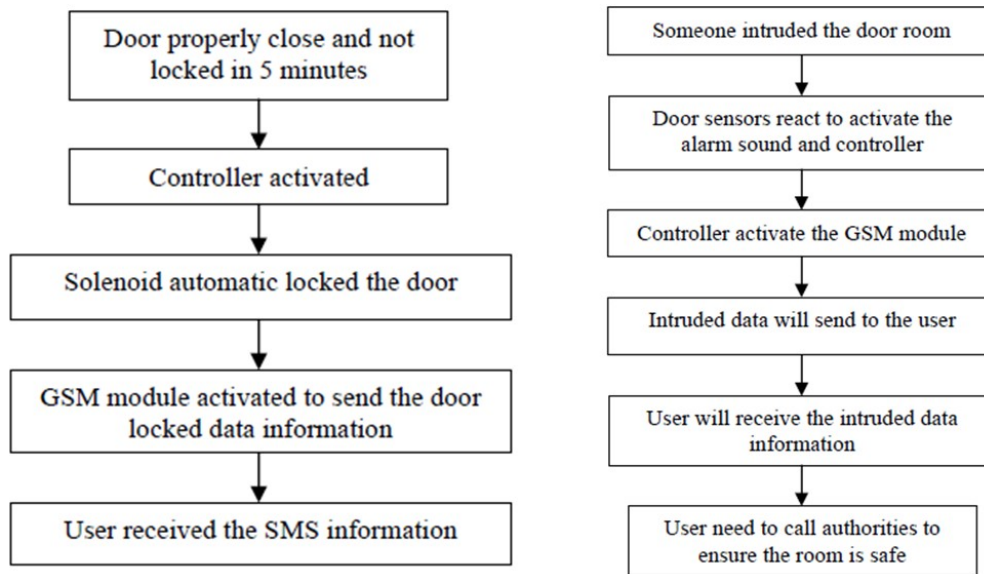 Door properly close and not
locked in 5 minutes
Controller activated
Solenoid automatic locked the door
GSM module activated to send the door
locked data information
User received the SMS information
Someone intruded the door room
Door sensors react to activate the
alarm sound and controller
Controller activate the GSM module
Intruded data will send to the user
User will receive the intruded data
information
User need to call authorities to
ensure the room is safe